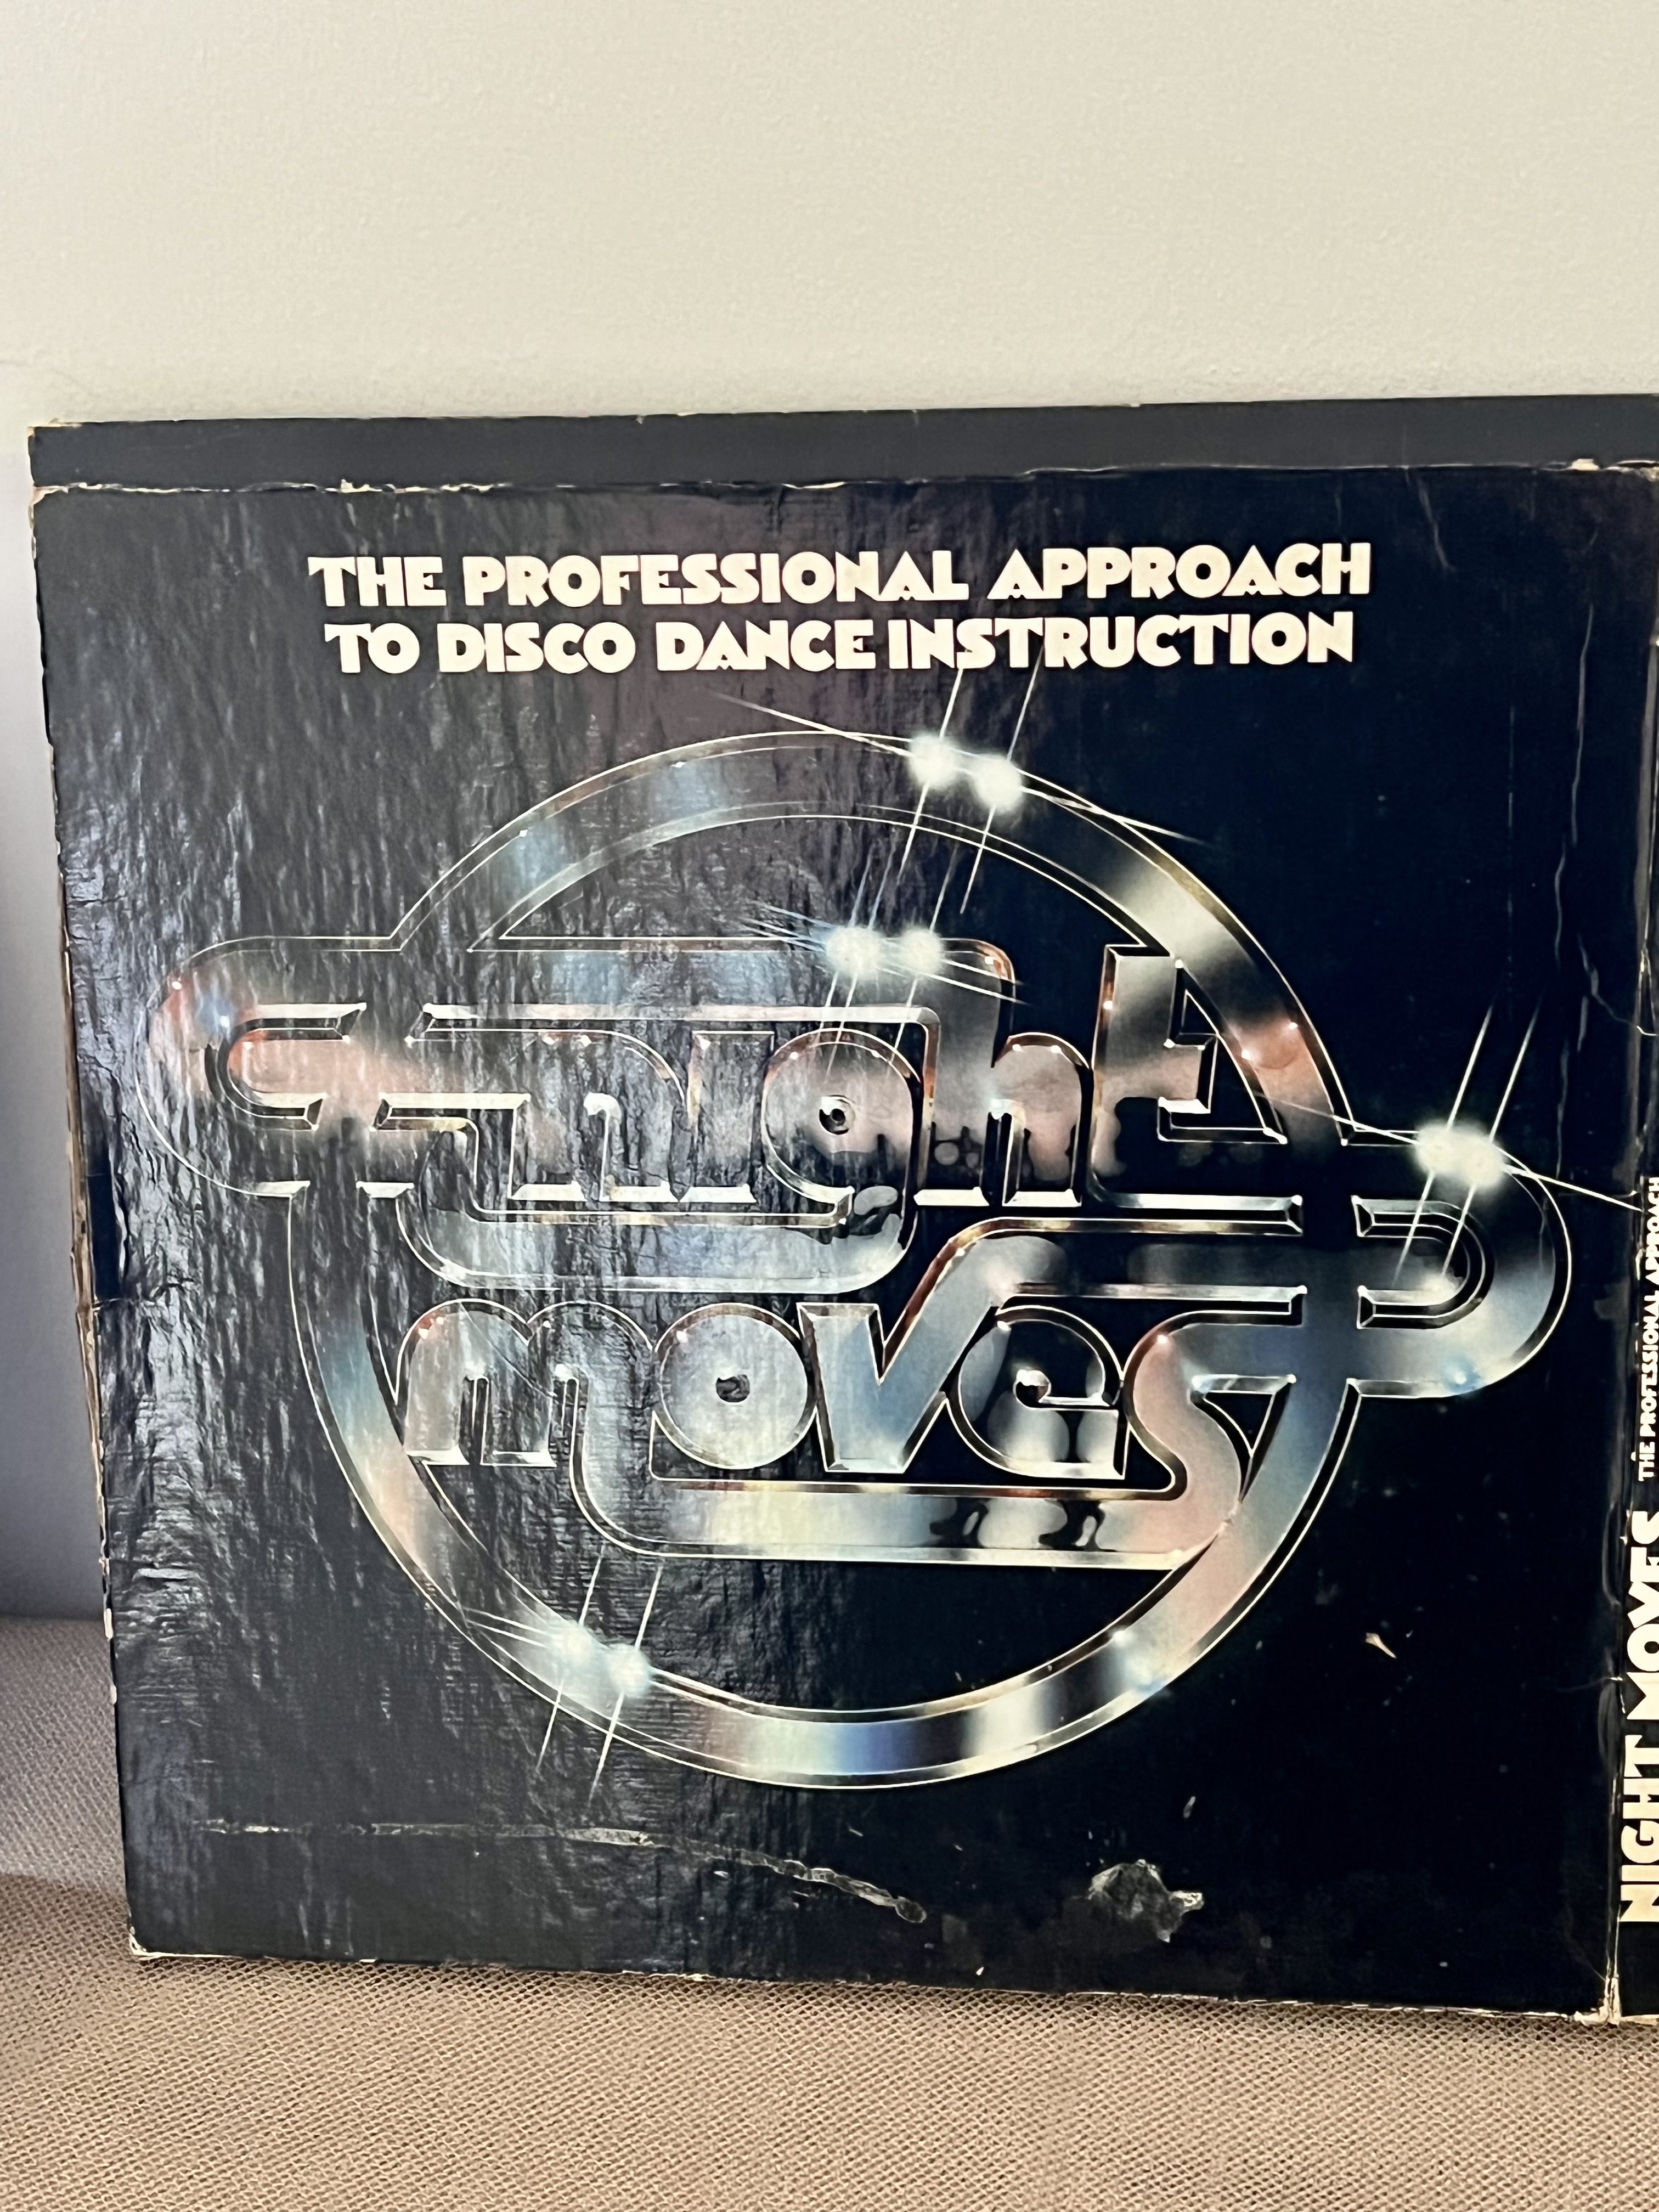 THE PROFESSIONAL APPROACH
TO DISCO DANCE INSTRUCTION
night
moves
NIGHT MOVES THE PROFESSIONAL APPROACH